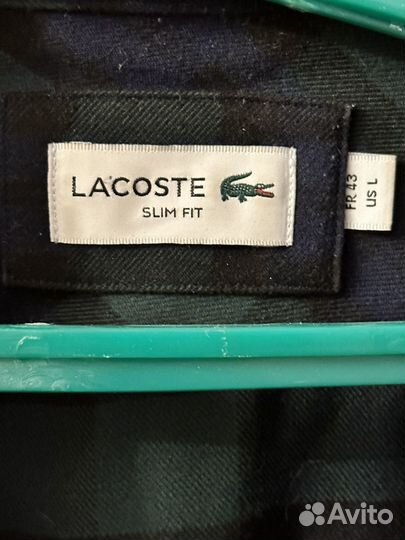 LACOSTE
SLIM FIT
FR 43
US L
Avito